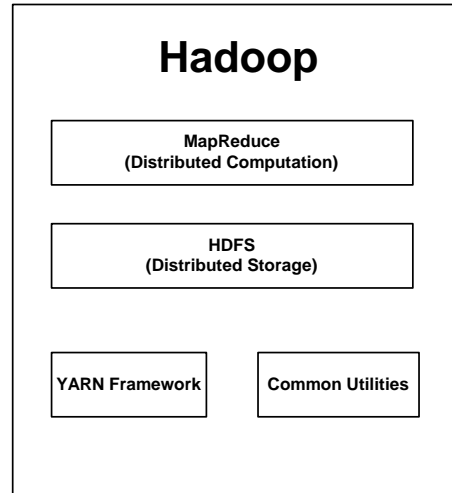 Hadoop
MapReduce
(Distributed Computation)
HDFS
(Distributed Storage)
YARN Framework
Common Utilities